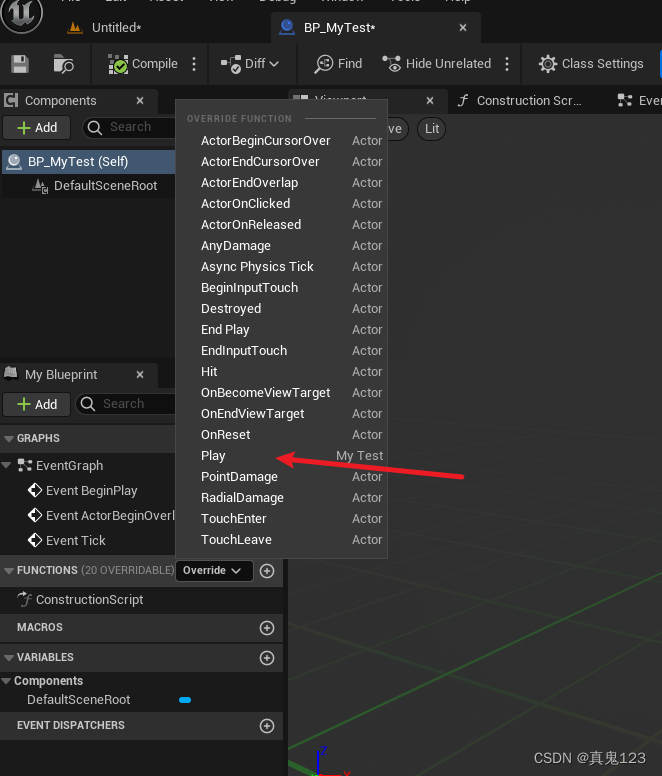 Untitled*
BP_MyTest*
Compile
Diff
Find
Hide Unrelated
Class Settings
Components
Viewport
Construction Scr...
Add
Search
Lit
BP_MyTest (Self)
DefaultSceneRoot
OVERRIDE FUNCTION
ActorBeginCursorOver Actor
ActorEndCursorOver Actor
ActorEndOverlap Actor
ActorOnClicked Actor
ActorOnReleased Actor
AnyDamage Actor
Async Physics Tick Actor
BeginInputTouch Actor
Destroyed Actor
End Play Actor
EndInputTouch Actor
Hit Actor
OnBecomeViewTarget Actor
OnEndViewTarget Actor
OnReset Actor
Play My Test
PointDamage Actor
RadialDamage Actor
TouchEnter Actor
TouchLeave Actor
My Blueprint
Add
Search
GRAPHS
EventGraph
Event BeginPlay
Event ActorBeginOverl
Event Tick
FUNCTIONS (20 OVERRIDABLE) Override
ConstructionScript
MACROS
VARIABLES
Components
DefaultSceneRoot
EVENT DISPATCHERS
Z
CSDN @真鬼123